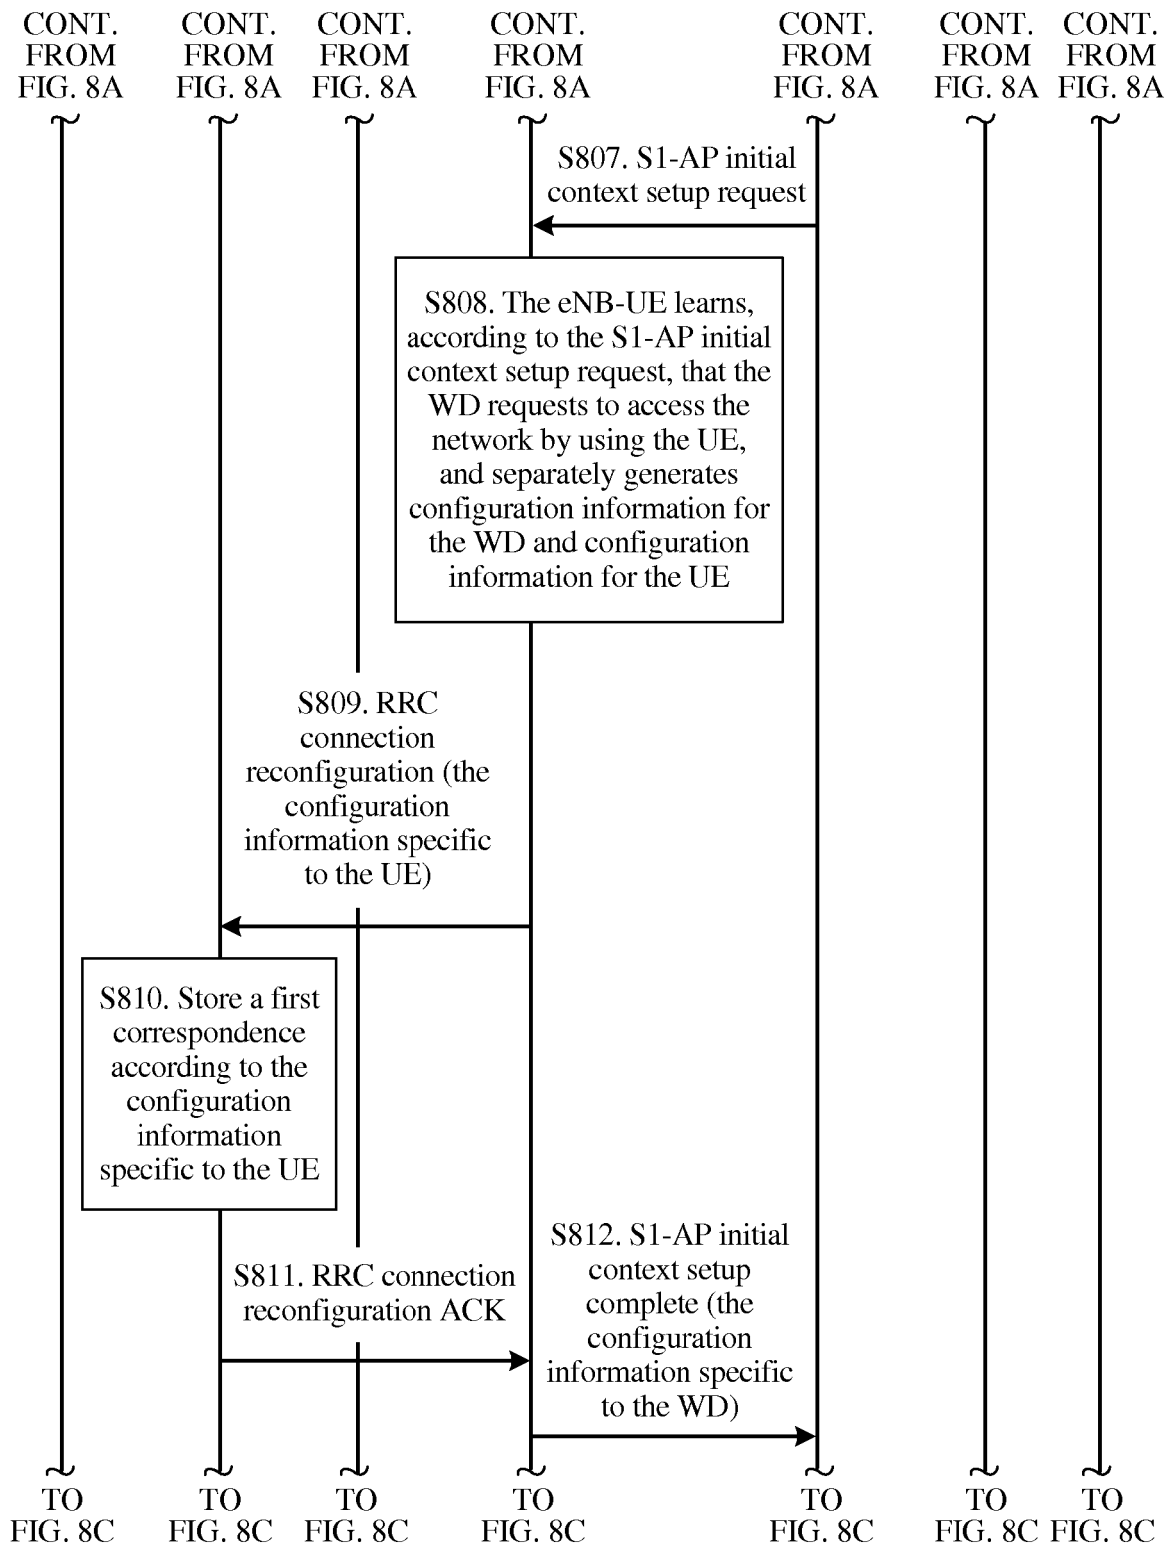 CONT. CONT. CONT. CONT. CONT. CONT. CONT.
FROM FROM FROM FROM FROM FROM FROM
FIG. 8A FIG. 8A FIG. 8A FIG. 8A FIG. 8A FIG. 8A FIG. 8A
S807. S1-AP initial
context setup request
S808. The eNB-UE learns,
according to the S1-AP initial
context setup request, that the
WD requests to access the
network by using the UE,
and separately generates
configuration information for
the WD and configuration
information for the UE
S809. RRC
connection
reconfiguration (the
configuration
information specific
to the UE)
S810. Store a first
correspondence
according to the
configuration
information
specific to the UE
S811. RRC connection
reconfiguration ACK
S812. S1-AP initial
context setup
complete (the
configuration
information specific
to the WD)
TO TO TO TO TO TO TO
FIG. 8C FIG. 8C FIG. 8C FIG. 8C FIG. 8C FIG. 8C FIG. 8C